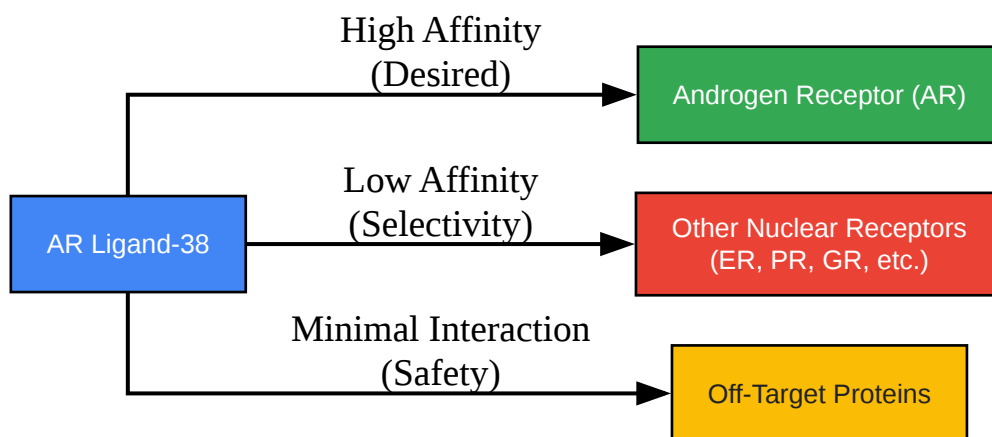 High Affinity
(Desired)
Androgen Receptor (AR)
AR Ligand-38
Low Affinity
(Selectivity)
Other Nuclear Receptors
(ER, PR, GR, etc.)
Minimal Interaction
(Safety)
Off-Target Proteins